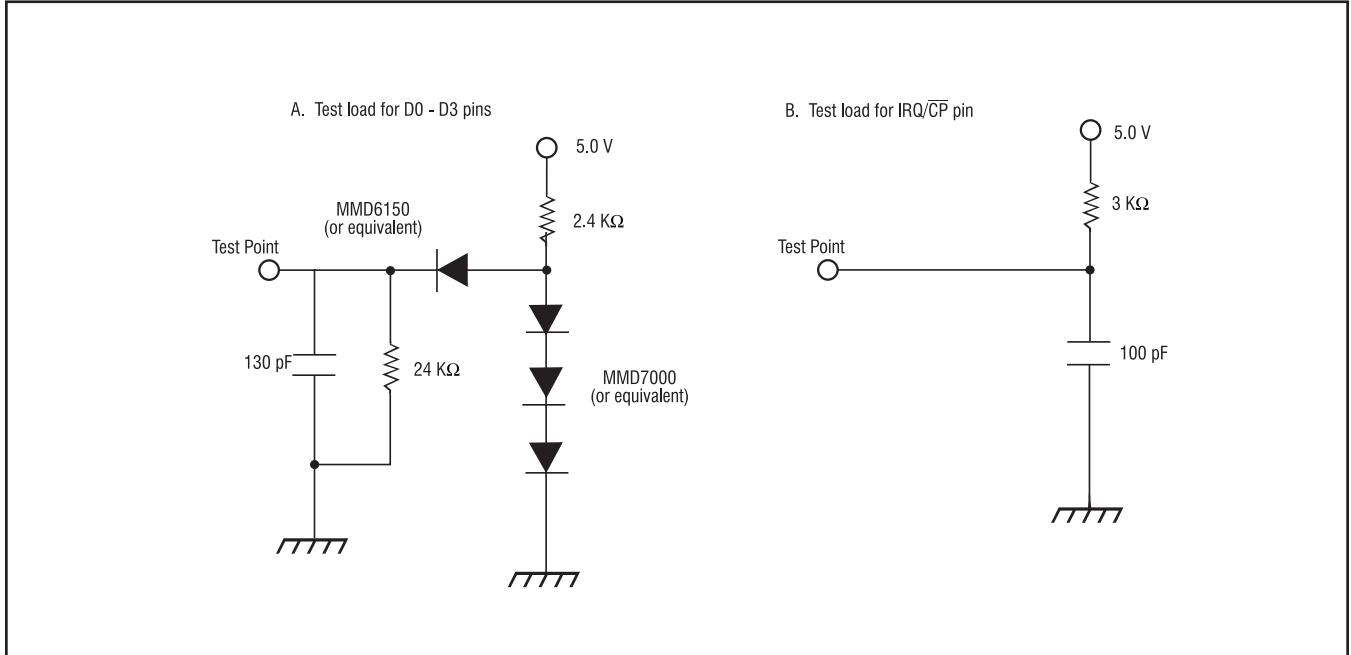 A. Test load for D0 - D3 pins
5.0 V
2.4 KΩ
MMD6150
(or equivalent)
Test Point
130 pF
24 KΩ
MMD7000
(or equivalent)
B. Test load for IRQ/C̅P̅ pin
5.0 V
3 KΩ
Test Point
100 pF